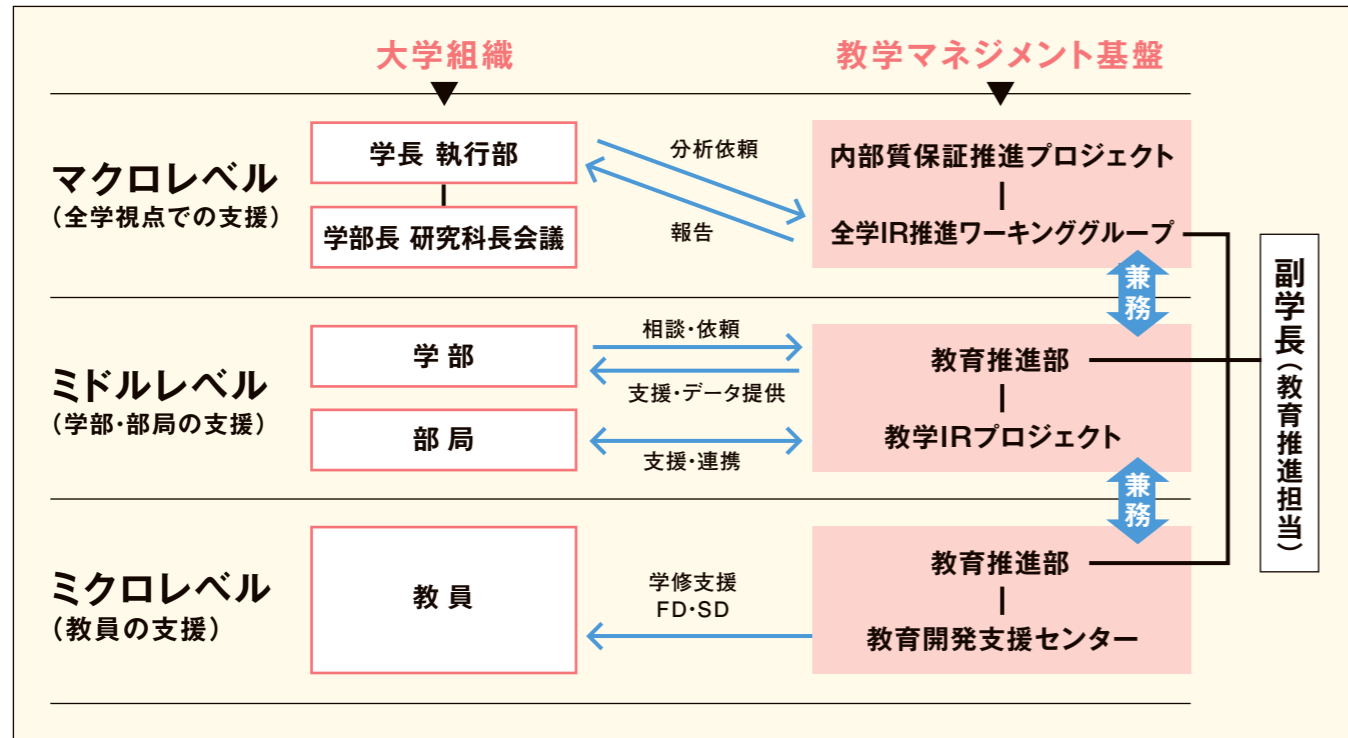 大学組織
教学マネジメント基盤
マクロレベル
(全学視点での支援)
学長 執行部
学部長 研究科長会議
分析依頼
報告
内部質保証推進プロジェクト
全学IR推進ワーキンググループ
兼務
ミドルレベル
(学部・部局の支援)
学部
部局
相談・依頼
支援・データ提供
支援・連携
教育推進部
教学IRプロジェクト
兼務
ミクロレベル
(教員の支援)
教員
学修支援
FD・SD
教育推進部
教育開発支援センター
副学長(教育推進担当)